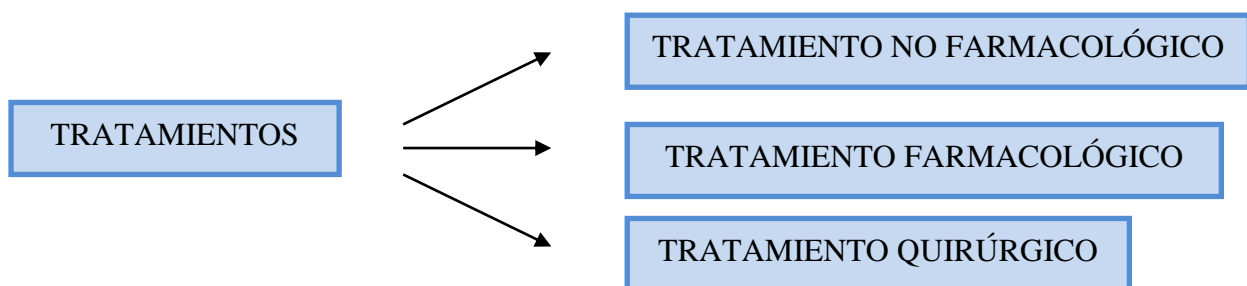 TRATAMIENTO NO FARMACOLÓGICO
TRATAMIENTOS
TRATAMIENTO FARMACOLÓGICO
TRATAMIENTO QUIRÚRGICO